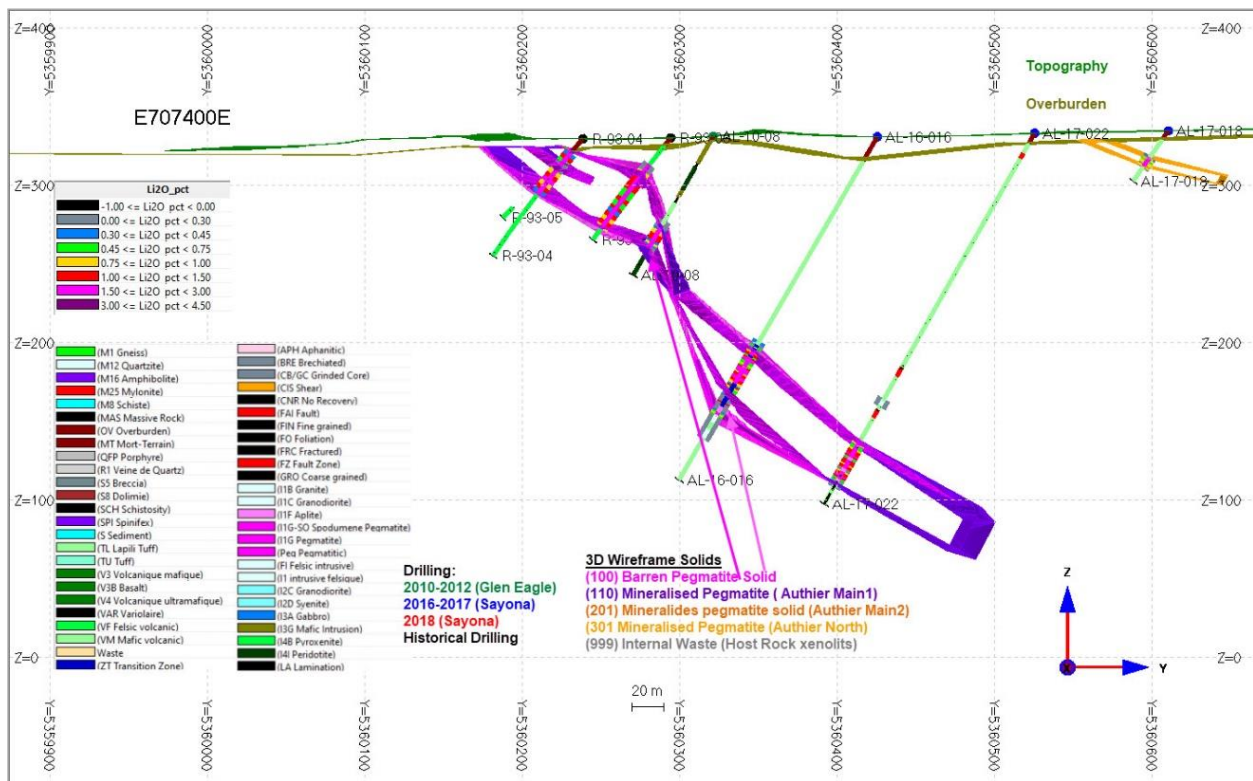 Z=400
Z=400
Y=5359900
Y=5360000
Y=5360100
Y=5360200
Y=5360300
Y=5360400
Y=5360500
Y=5360600
Topography
Overburden
E707400E
R-93-04
AL-10-08
AL-16-016
AL-17-022
AL-17-018
Z=300
Z=300
AL-17-018
R-93-05
R-93-04
Li2O_pct
-1.00 <= Li2O pct < 0.00
0.00 <= Li2O pct < 0.30
0.30 <= Li2O pct < 0.45
0.45 <= Li2O pct < 0.75
0.75 <= Li2O pct < 1.00
1.00 <= Li2O pct < 1.50
1.50 <= Li2O pct < 3.00
3.00 <= Li2O pct < 4.50
Z=200
Z=200
(M1 Gneiss)
(M12 Quartzite)
(M16 Amphibolite)
(M25 Mylonite)
(M8 Schiste)
(MAS Massive Rock)
(OV Overburden)
(MT Mort-Terrain)
(QFP Porphyre)
(R1 Veine de Quartz)
(S5 Breccia)
(S8 Dolimie)
(SCH Schistosity)
(SPI Spinifex)
(S Sediment)
(TL Lapili Tuff)
(TU Tuff)
(V3 Volcanique mafique)
(V3B Basalt)
(V4 Volcanique ultramafique)
(VAR Variolaire)
(VF Felsic volcanic)
(VM Mafic volcanic)
Waste
(ZT Transition Zone)
(APH Aphanitic)
(BRE Brechiated)
(CB/GC Grinded Core)
(CIS Shear)
(CNR No Recovery)
(FAI Fault)
(FIN Fine grained)
(FO Foliation)
(FRC Fractured)
(FZ Fault Zone)
(GRO Coarse grained)
(I1B Granite)
(I1C Granodiorite)
(I1F Aplite)
(I1G-SO Spodumene Pegmatite)
(I1G Pegmatite)
(Peg Pegmatitic)
(FI Felsic intrusive)
(I1 intrusive felsique)
(I2C Granodiorite)
(I2D Syenite)
(I3A Gabbro)
(I3G Mafic Intrusion)
(I4B Pyroxenite)
(I4I Peridotite)
(LA Lamination)
AL-16-016
AL-17-022
Z=100
Z=100
Drilling:
2010-2012 (Glen Eagle)
2016-2017 (Sayona)
2018 (Sayona)
Historical Drilling
3D Wireframe Solids
(100) Barren Pegmatite Solid
(110) Mineralised Pegmatite ( Authier Main1)
(201) Mineralides pegmatite solid (Authier Main2)
(301 Mineralised Pegmatite (Authier North)
(999) Internal Waste (Host Rock xenolits)
Z
Y
Z=0
Z=0
20 m
Y=5359900
Y=5360000
Y=5360100
Y=5360200
Y=5360300
Y=5360400
Y=5360500
Y=5360600